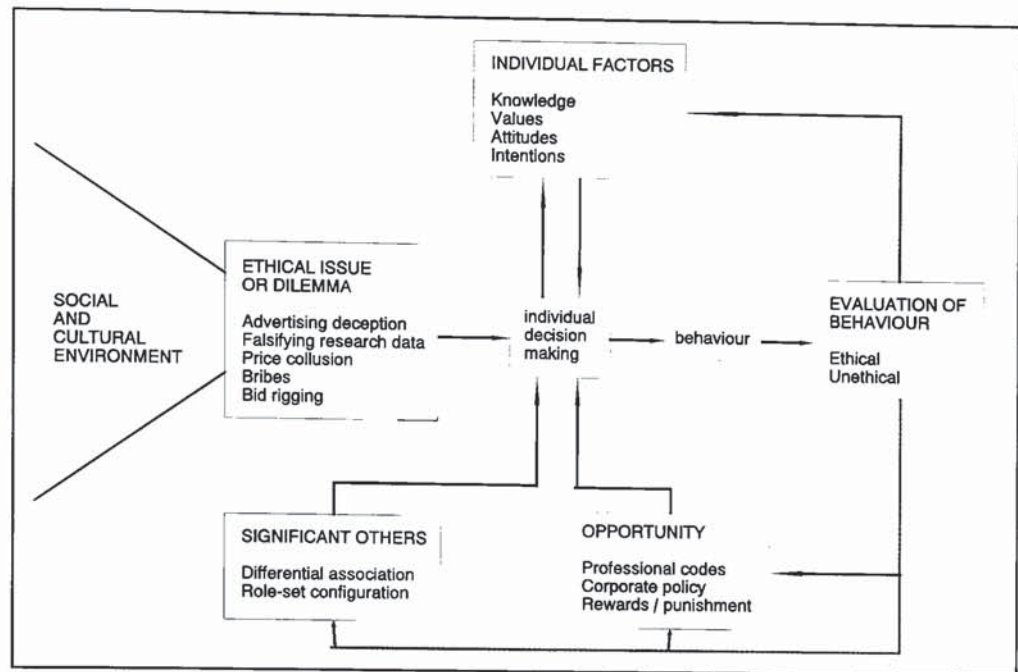 INDIVIDUAL FACTORS
Knowledge
Values
Attitudes
Intentions
SOCIAL
AND
CULTURAL
ENVIRONMENT
ETHICAL ISSUE
OR DILEMMA
Advertising deception
Falsifying research data
Price collusion
Bribes
Bid rigging
individual
decision
making
behaviour
EVALUATION OF
BEHAVIOUR
Ethical
Unethical
SIGNIFICANT OTHERS
Differential association
Role-set configuration
OPPORTUNITY
Professional codes
Corporate policy
Rewards / punishment